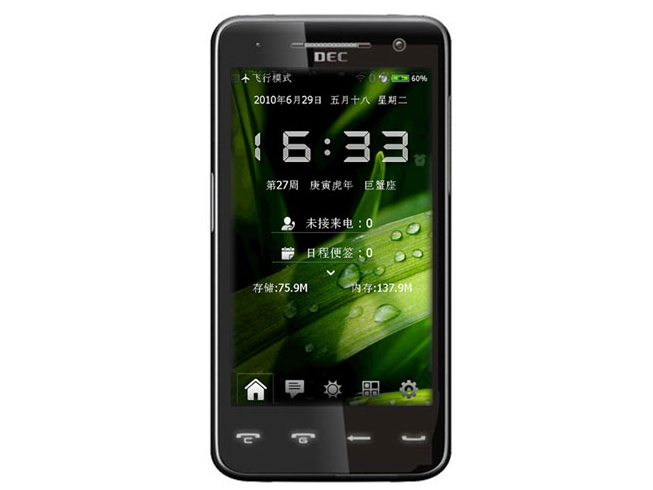 DEC
飞行模式 60%
2010年6月29日 五月十八 星期二
16:33
第27周 庚寅虎年 巨蟹座
未接来电:0
日程便签:0
存储:75.9M 内存:137.9M
C G